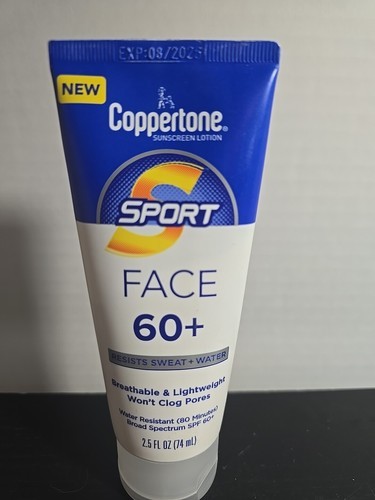 EXP:08/2025
NEW
Coppertone®
SUNSCREEN LOTION
SPORT
FACE
60+
RESISTS SWEAT + WATER
Breathable & Lightweight
Won't Clog Pores
Water Resistant (80 Minutes)
Broad Spectrum SPF 60+
2.5 FL OZ (74 mL)